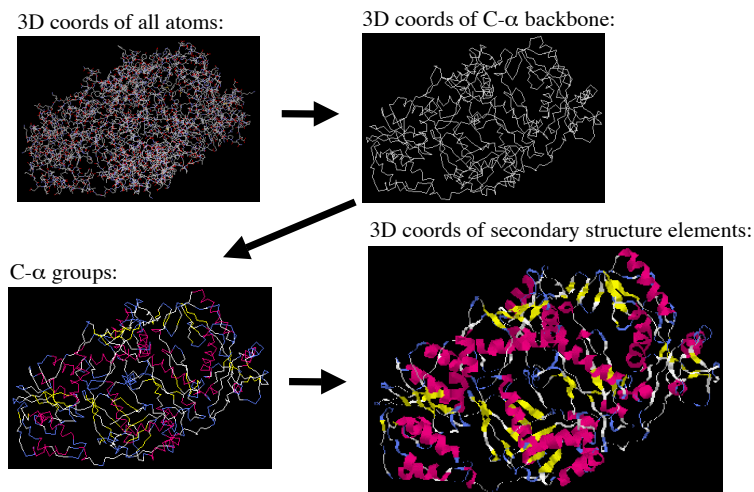 3D coords of all atoms:
3D coords of C-α backbone:
C-α groups:
3D coords of secondary structure elements: